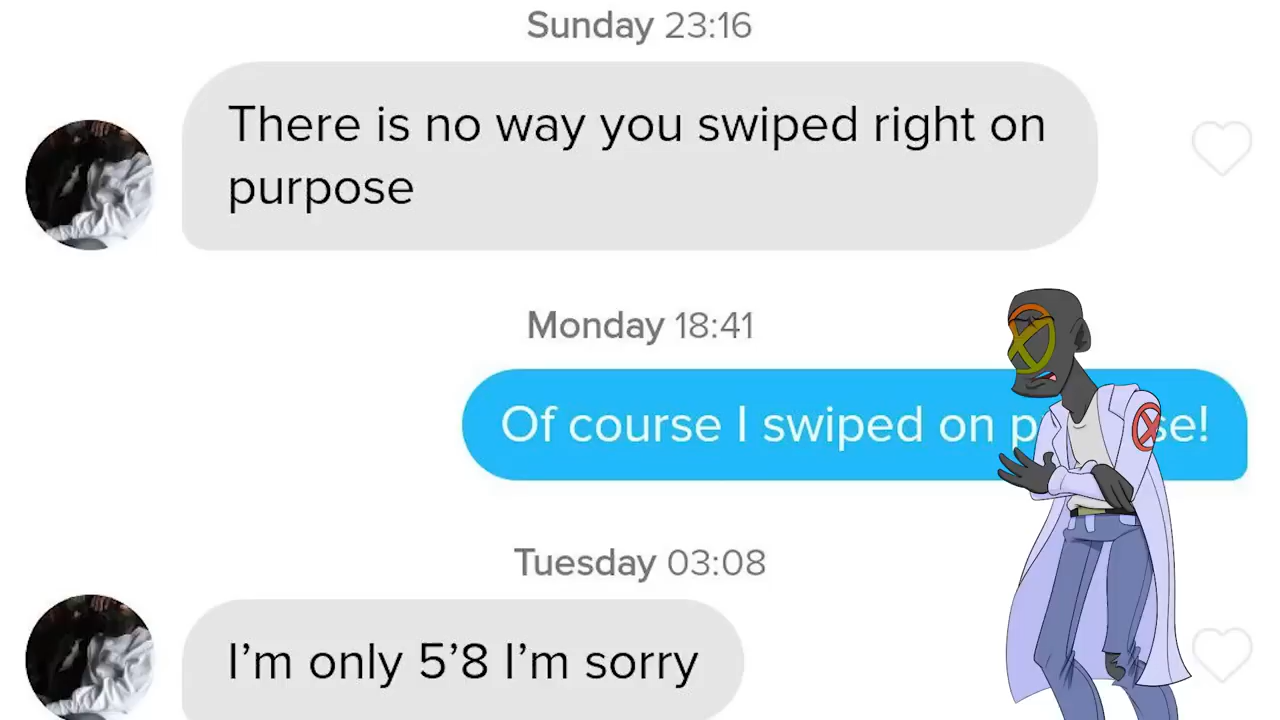 Sunday 23:16
There is no way you swiped right on
purpose
Monday 18:41
Of course I swiped on
Tuesday 03:08
I’m only 5’8 I’m sorry